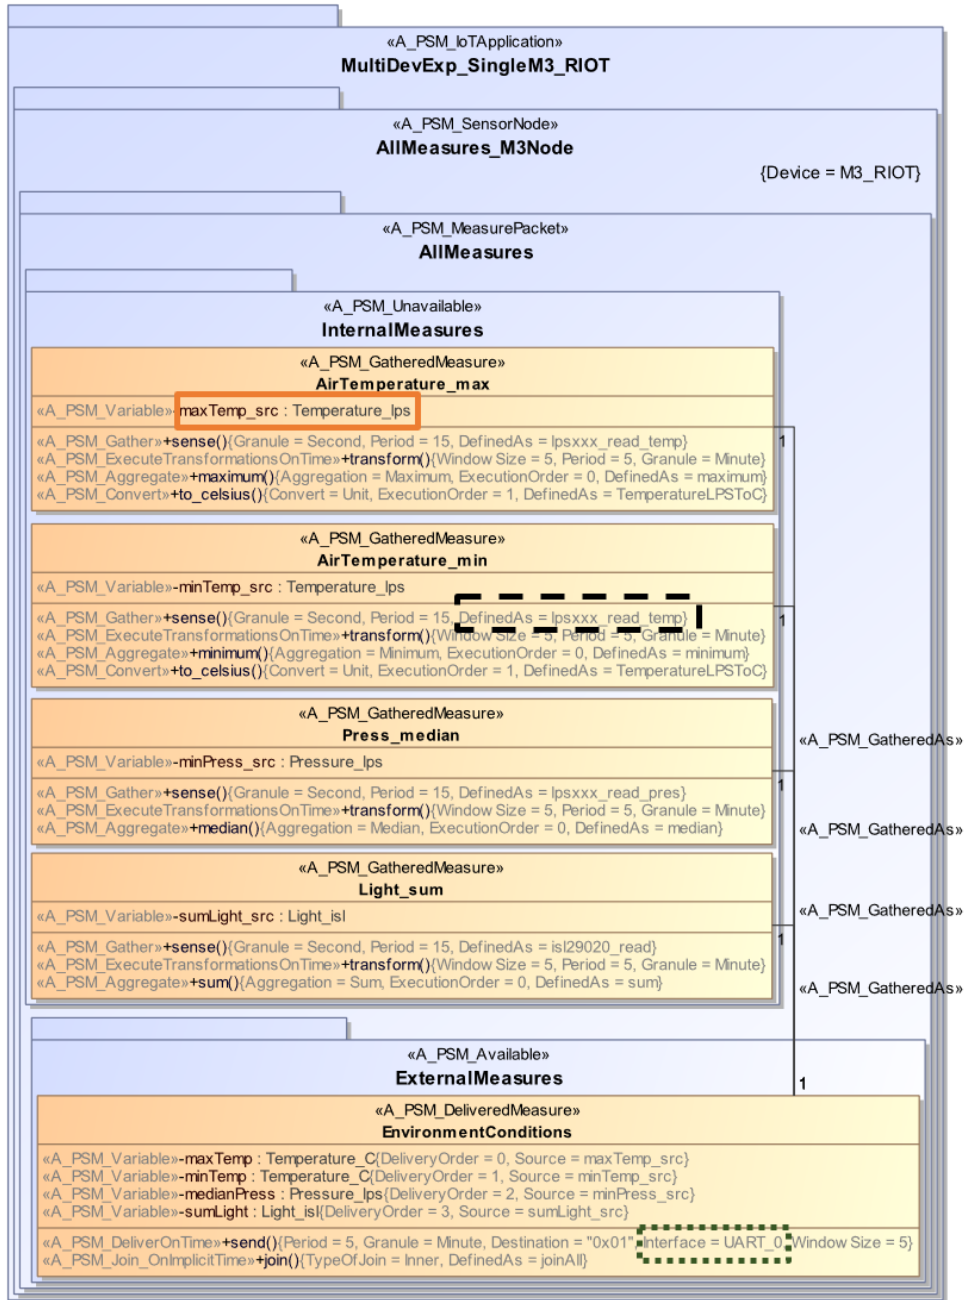 «A_PSM_IoTApplication»
MultiDevExp_SingleM3_RIOT
«A_PSM_SensorNode»
AllMeasures_M3Node
{Device = M3_RIOT}
«A_PSM_MeasurePacket»
AllMeasures
«A_PSM_Unavailable»
InternalMeasures
«A_PSM_GatheredMeasure»
AirTemperature_max
«A_PSM_Variable»-maxTemp_src : Temperature_lps
«A_PSM_Gather»+sense(){Granule = Second, Period = 15, DefinedAs = lpsxxx_read_temp}
«A_PSM_ExecuteTransformationsOnTime»+transform(){Window Size = 5, Period = 5, Granule = Minute}
«A_PSM_Aggregate»+maximum(){Aggregation = Maximum, ExecutionOrder = 0, DefinedAs = maximum}
«A_PSM_Convert»+to_celsius(){Convert = Unit, ExecutionOrder = 1, DefinedAs = TemperatureLPSToC}
1
«A_PSM_GatheredMeasure»
AirTemperature_min
«A_PSM_Variable»-minTemp_src : Temperature_lps
«A_PSM_Gather»+sense(){Granule = Second, Period = 15, DefinedAs = lpsxxx_read_temp}
«A_PSM_ExecuteTransformationsOnTime»+transform(){Window Size = 5, Period = 5, Granule = Minute}
«A_PSM_Aggregate»+minimum(){Aggregation = Minimum, ExecutionOrder = 0, DefinedAs = minimum}
«A_PSM_Convert»+to_celsius(){Convert = Unit, ExecutionOrder = 1, DefinedAs = TemperatureLPSToC}
1
«A_PSM_GatheredMeasure»
Press_median
«A_PSM_Variable»-minPress_src : Pressure_lps
«A_PSM_Gather»+sense(){Granule = Second, Period = 15, DefinedAs = lpsxxx_read_pres}
«A_PSM_ExecuteTransformationsOnTime»+transform(){Window Size = 5, Period = 5, Granule = Minute}
«A_PSM_Aggregate»+median(){Aggregation = Median, ExecutionOrder = 0, DefinedAs = median}
1
«A_PSM_GatheredAs»
«A_PSM_GatheredAs»
«A_PSM_GatheredMeasure»
Light_sum
«A_PSM_Variable»-sumLight_src : Light_isl
«A_PSM_Gather»+sense(){Granule = Second, Period = 15, DefinedAs = isl29020_read}
«A_PSM_ExecuteTransformationsOnTime»+transform(){Window Size = 5, Period = 5, Granule = Minute}
«A_PSM_Aggregate»+sum(){Aggregation = Sum, ExecutionOrder = 0, DefinedAs = sum}
1
«A_PSM_GatheredAs»
«A_PSM_GatheredAs»
«A_PSM_Available»
ExternalMeasures
1
«A_PSM_DeliveredMeasure»
EnvironmentConditions
«A_PSM_Variable»-maxTemp : Temperature_C{DeliveryOrder = 0, Source = maxTemp_src}
«A_PSM_Variable»-minTemp : Temperature_C{DeliveryOrder = 1, Source = minTemp_src}
«A_PSM_Variable»-medianPress : Pressure_lps{DeliveryOrder = 2, Source = minPress_src}
«A_PSM_Variable»-sumLight : Light_isl{DeliveryOrder = 3, Source = sumLight_src}
«A_PSM_DeliverOnTime»+send(){Period = 5, Granule = Minute, Destination = "0x01", Interface = UART_0, Window Size = 5}
«A_PSM_Join_OnImplicitTime»+join(){TypeOfJoin = Inner, DefinedAs = joinAll}